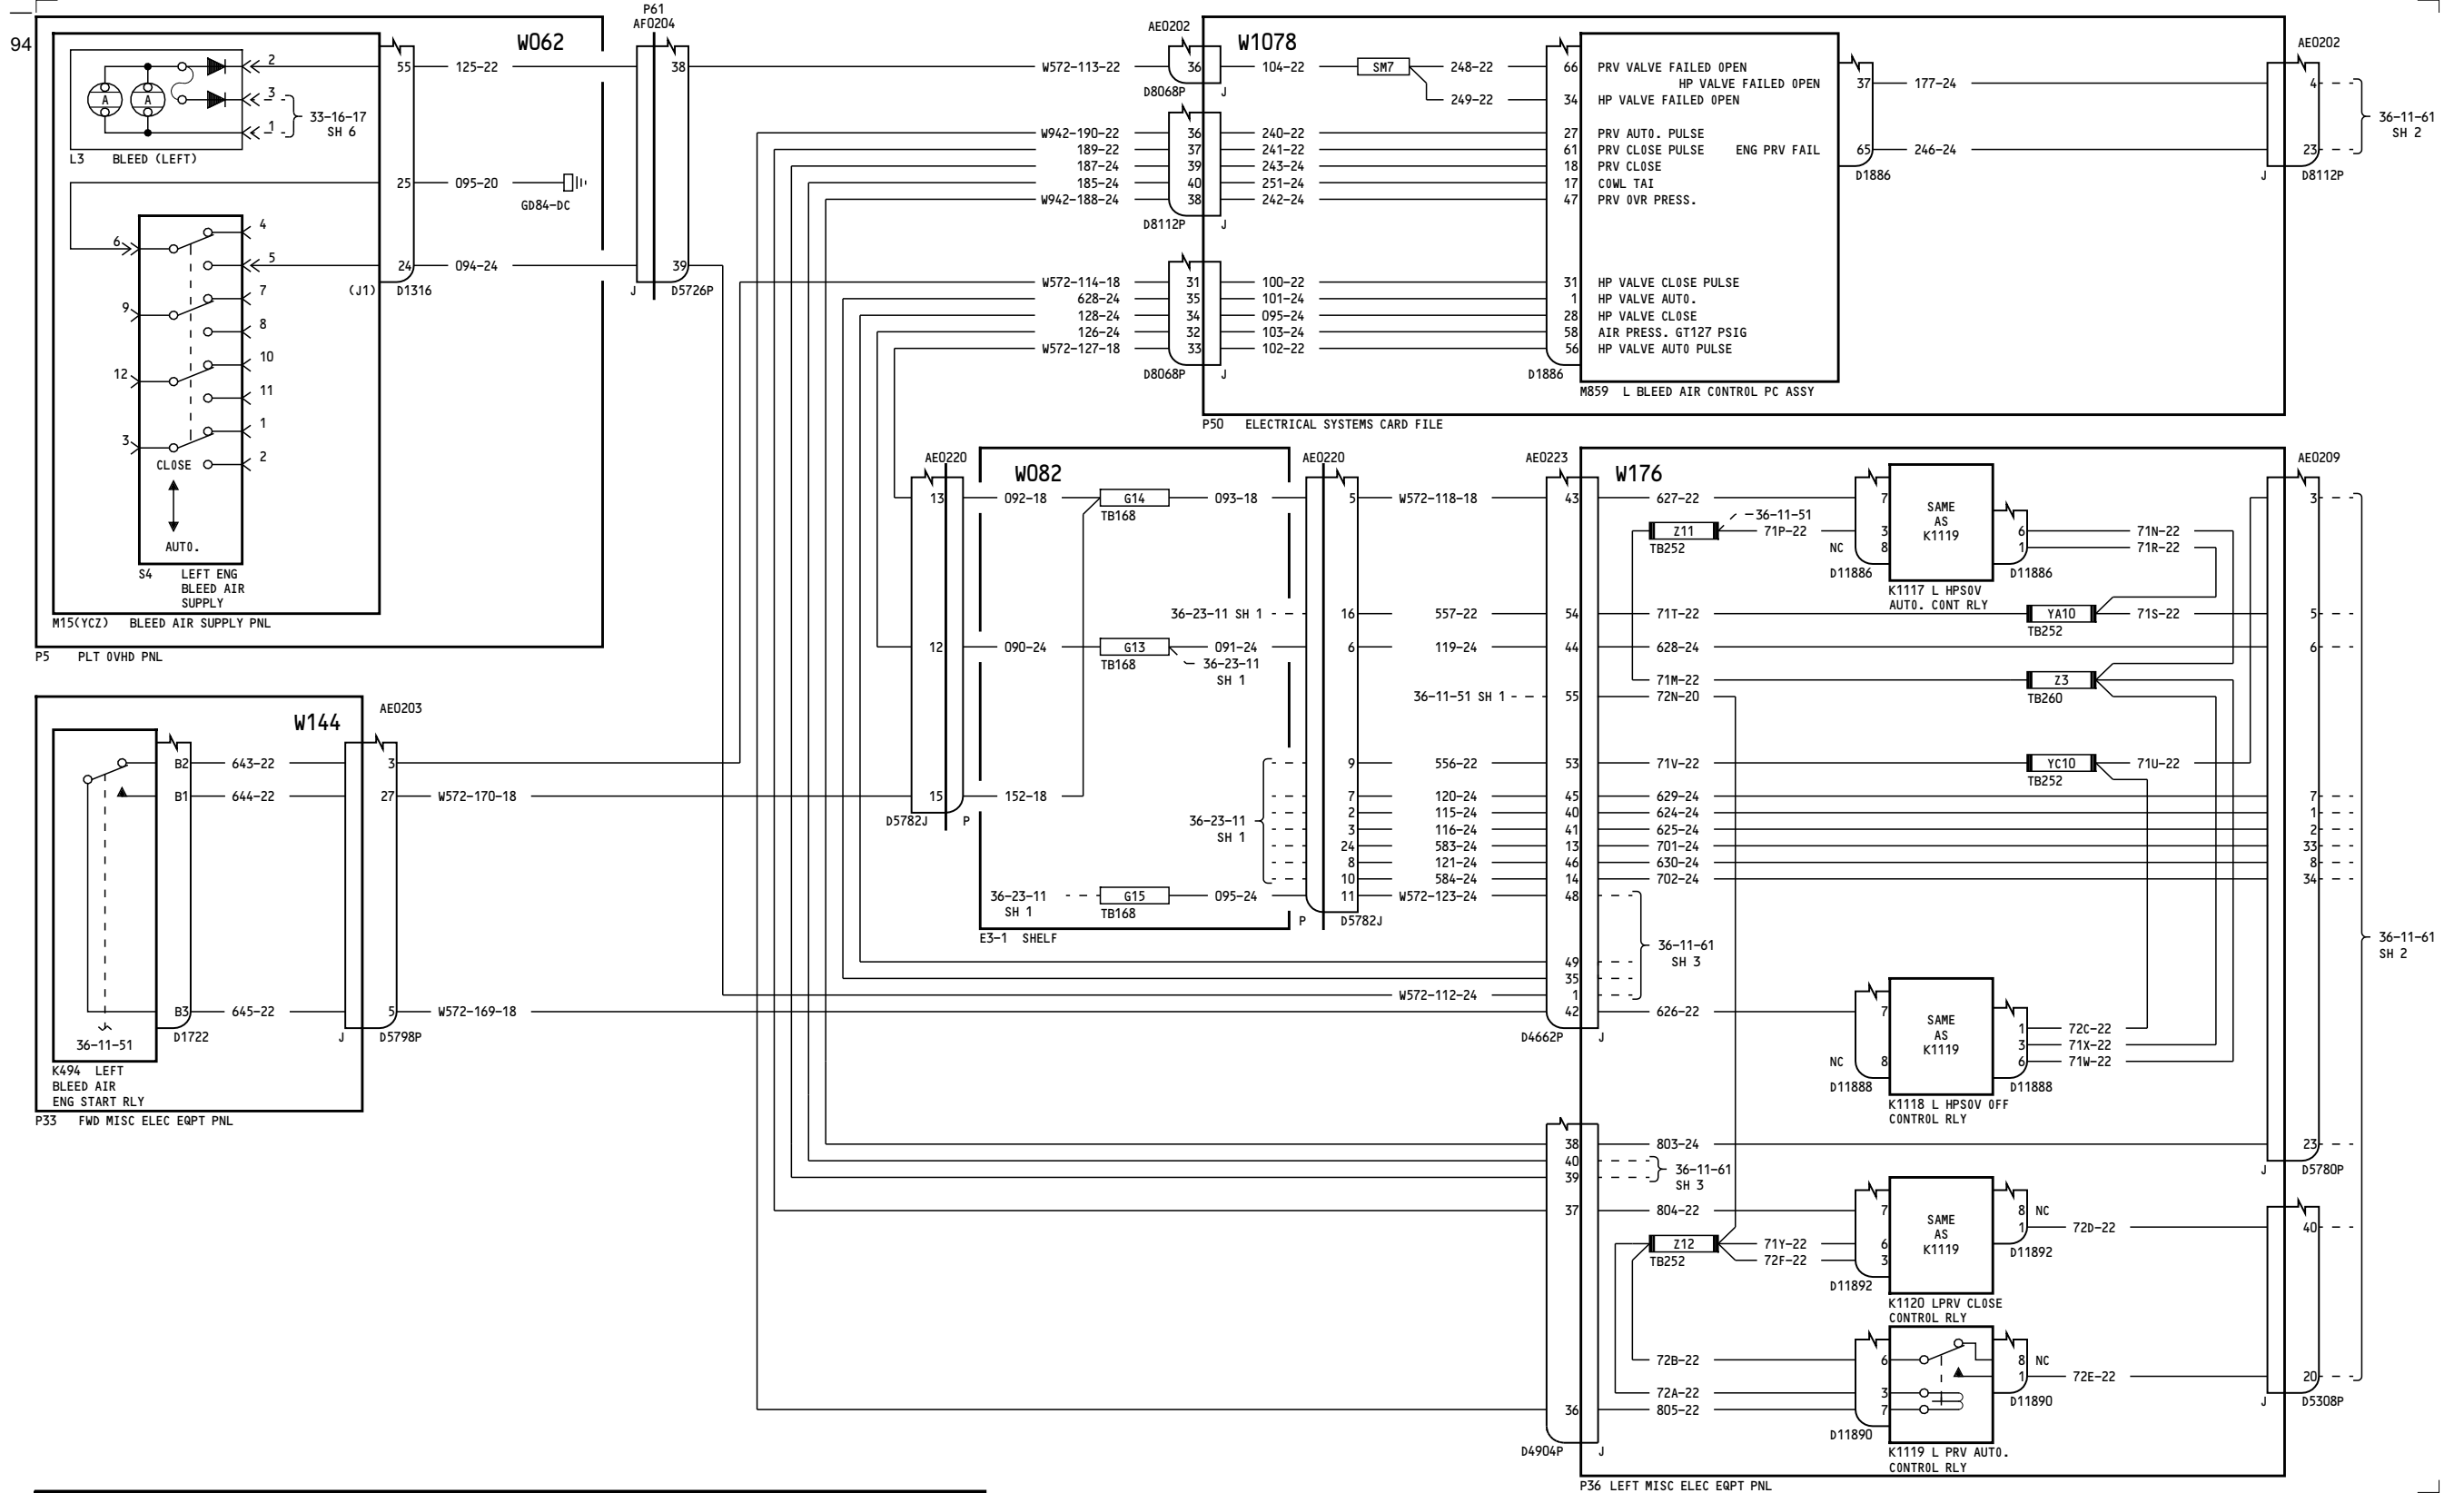 94
P61
AF0204
W062
2
3
1
33-16-17
SH 6
L3 BLEED (LEFT)
55
125-22
38
25
095-20
GD84-DC
24
094-24
39
(J1) D1316
J
D5726P
6
4
5
9
7
8
12
10
11
3
1
2
CLOSE
AUTO.
S4 LEFT ENG
BLEED AIR
SUPPLY
M15(YCZ) BLEED AIR SUPPLY PNL
P5 PLT OVHD PNL
W144
AE0203
B2
643-22
3
B1
644-22
27
W572-170-18
B3
645-22
5
W572-169-18
36-11-51
D1722
J
D5798P
K494 LEFT
BLEED AIR
ENG START RLY
P33 FWD MISC ELEC EQPT PNL
AE0202
W1078
W572-113-22
36
104-22
SM7
248-22
66
PRV VALVE FAILED OPEN
HP VALVE FAILED OPEN
37
177-24
4
D8068P
J
249-22
34
HP VALVE FAILED OPEN
W942-190-22
36
240-22
27
PRV AUTO. PULSE
189-22
37
241-22
61
PRV CLOSE PULSE
ENG PRV FAIL
65
246-24
23
187-24
39
243-24
18
PRV CLOSE
185-24
40
251-24
17
COWL TAI
W942-188-24
38
242-24
47
PRV OVR PRESS.
D8112P
J
D1886
AE0202
36-11-61
SH 2
J
D8112P
W572-114-18
31
100-22
31
HP VALVE CLOSE PULSE
628-24
35
101-24
1
HP VALVE AUTO.
128-24
34
095-24
28
HP VALVE CLOSE
126-24
32
103-24
58
AIR PRESS. GT127 PSIG
W572-127-18
33
102-22
56
HP VALVE AUTO PULSE
D8068P
J
D1886
M859 L BLEED AIR CONTROL PC ASSY
P50 ELECTRICAL SYSTEMS CARD FILE
AE0220
W082
AE0220
13
092-18
G14
TB168
093-18
5
W572-118-18
36-23-11 SH 1
16
557-22
12
090-24
G13
TB168
091-24
6
119-24
36-23-11
SH 1
15
152-18
D5782J
P
36-23-11
SH 1
9
556-22
7
120-24
2
115-24
3
116-24
24
583-24
8
121-24
10
584-24
36-23-11
SH 1
G15
TB168
095-24
11
W572-123-24
P
D5782J
E3-1 SHELF
AE0223
W176
AE0209
43
627-22
7
Z11
TB252
36-11-51
71P-22
3
NC
8
D11886
SAME
AS
K1119
6
1
D11886
71N-22
71R-22
3
K1117 L HPSOV
AUTO. CONT RLY
54
71T-22
YA10
TB252
71S-22
5
44
628-24
6
71M-22
Z3
TB260
36-11-51 SH 1
55
72N-20
53
71V-22
YC10
TB252
71U-22
45
629-24
7
40
624-24
1
41
625-24
2
13
701-24
33
46
630-24
8
14
702-24
34
48
49
35
W572-112-24
1
36-11-61
SH 3
42
626-22
7
D4662P
J
SAME
AS
K1119
1
72C-22
3
71X-22
6
71W-22
NC
8
D11888
D11888
K1118 L HPSOV OFF
CONTROL RLY
36-11-61
SH 2
38
803-24
23
40
39
36-11-61
SH 3
J
D5780P
37
804-22
7
Z12
TB252
71Y-22
6
72F-22
3
D11892
SAME
AS
K1119
8
NC
1
72D-22
40
D11892
K1120 LPRV CLOSE
CONTROL RLY
72B-22
6
8
NC
72A-22
3
1
72E-22
20
36
805-22
7
D11890
D11890
D4904P
J
J
D5308P
K1119 L PRV AUTO.
CONTROL RLY
P36 LEFT MISC ELEC EQPT PNL
A
A